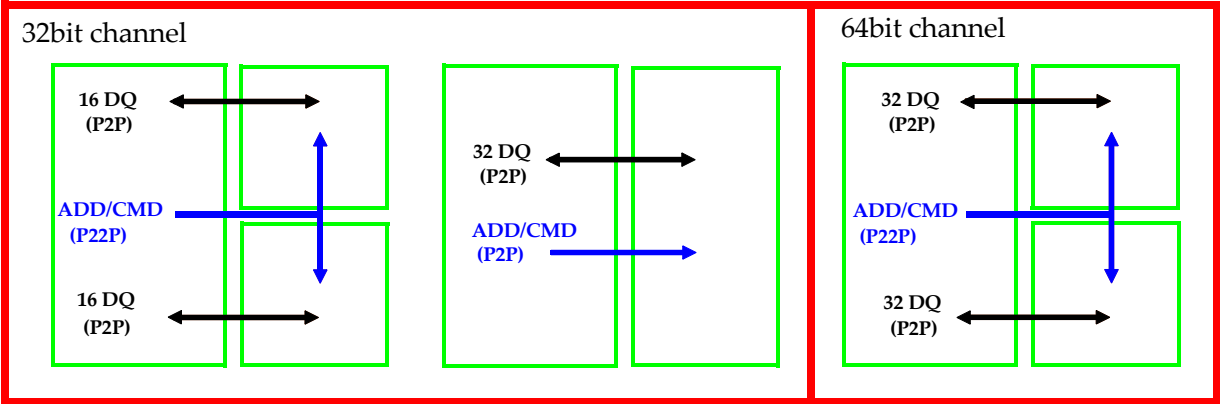 32bit channel
16 DQ
(P2P)
ADD/CMD
(P22P)
16 DQ
(P2P)
32 DQ
(P2P)
ADD/CMD
(P2P)
64bit channel
32 DQ
(P2P)
ADD/CMD
(P22P)
32 DQ
(P2P)